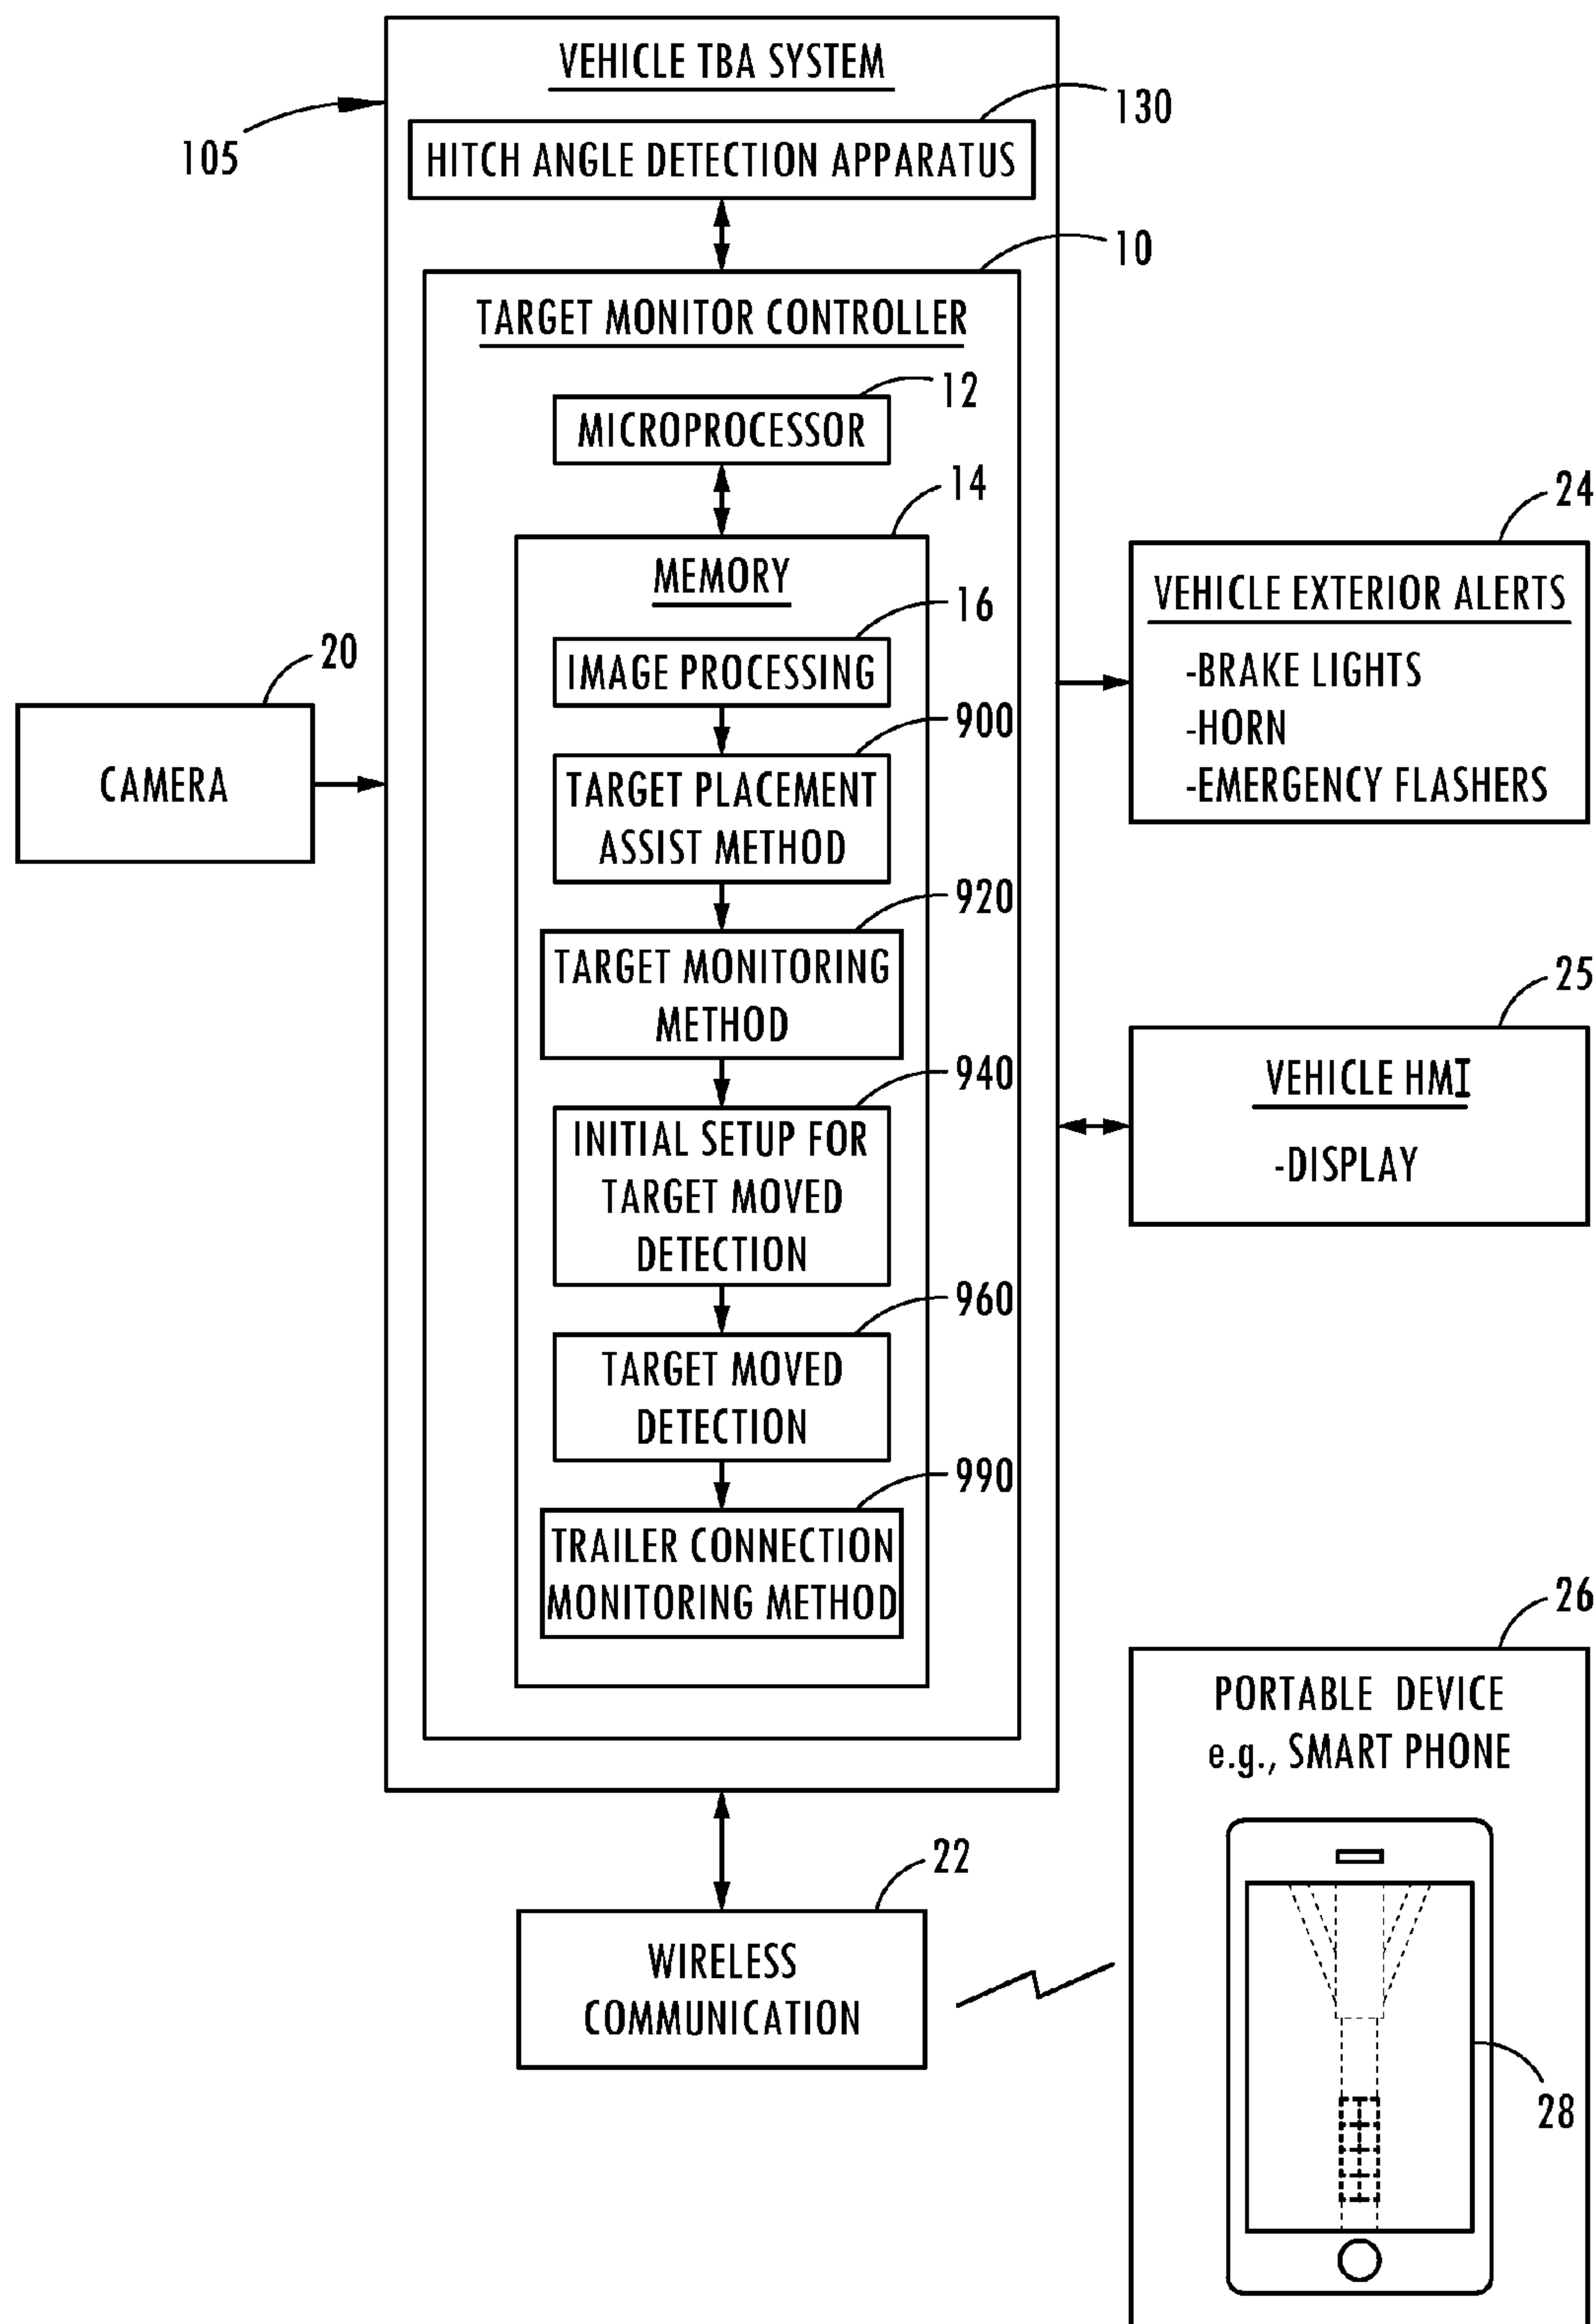 VEHICLE TBA SYSTEM
130
105
HITCH ANGLE DETECTION APPARATUS
10
TARGET MONITOR CONTROLLER
12
MICROPROCESSOR
14
MEMORY
16
IMAGE PROCESSING
900
TARGET PLACEMENT
ASSIST METHOD
920
TARGET MONITORING
METHOD
940
INITIAL SETUP FOR
TARGET MOVED
DETECTION
960
TARGET MOVED
DETECTION
990
TRAILER CONNECTION
MONITORING METHOD
20
CAMERA
24
VEHICLE EXTERIOR ALERTS
-BRAKE LIGHTS
-HORN
-EMERGENCY FLASHERS
25
VEHICLE HMI
-DISPLAY
22
WIRELESS
COMMUNICATION
26
PORTABLE DEVICE
e.g., SMART PHONE
28